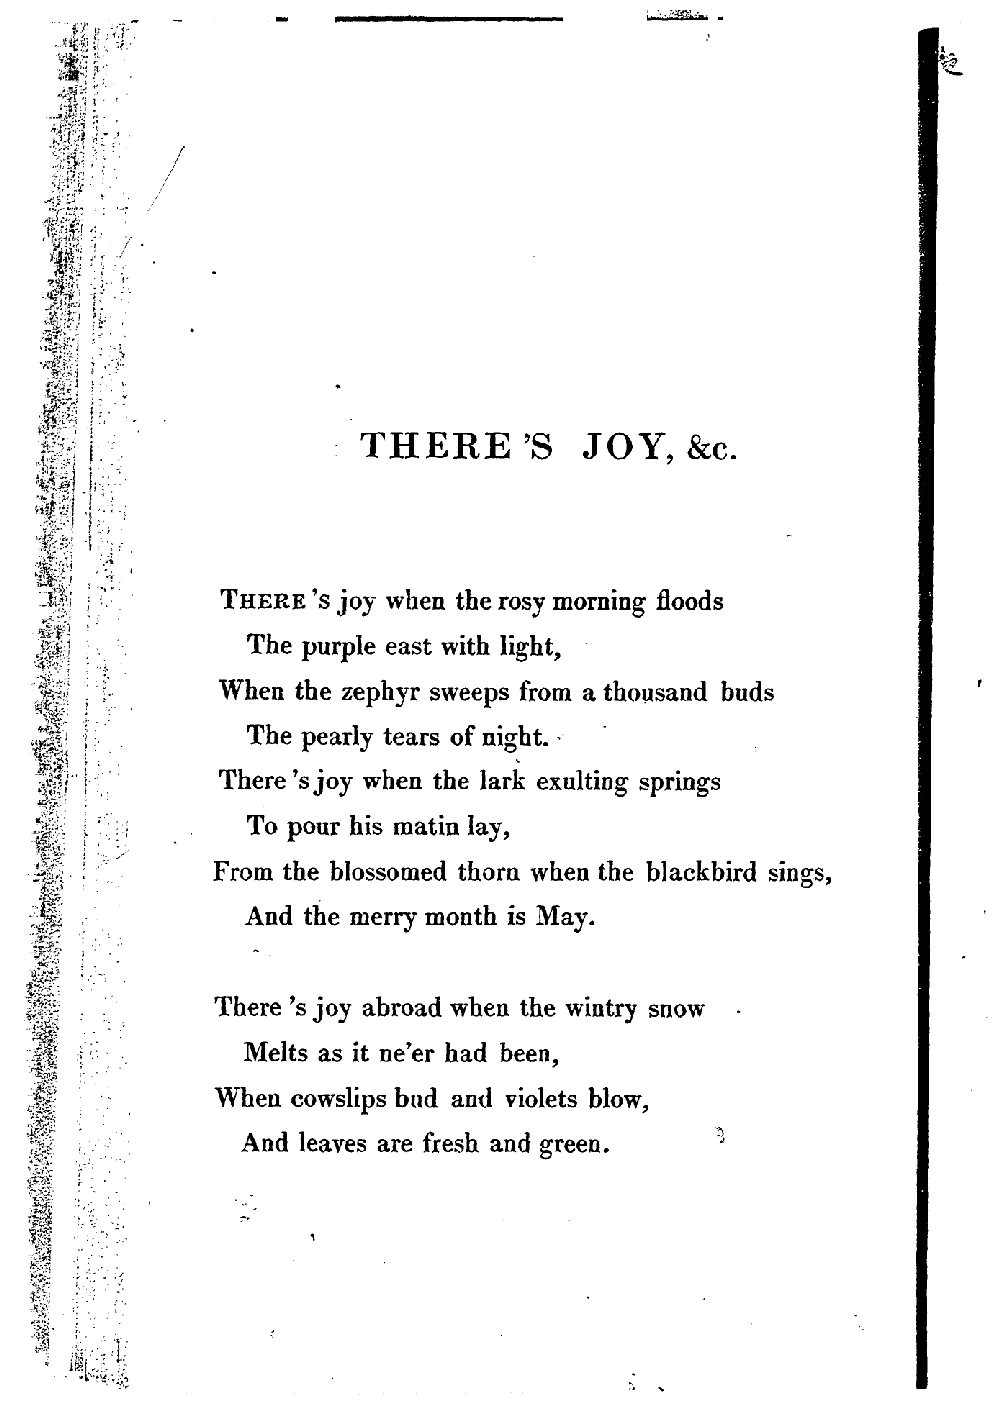 THERE 'S JOY, &c.
THERE 'S joy when the rosy morning floods
The purple east with light,
When the zephyr sweeps from a thousand buds
The pearly tears of night.
There 's joy when the lark exulting springs
To pour his matin lay,
From the blossomed thorn when the blackbird sings,
And the merry month is May.
There 's joy abroad when the wintry snow
Melts as it ne'er had been,
When cowslips bud and violets blow,
And leaves are fresh and green.